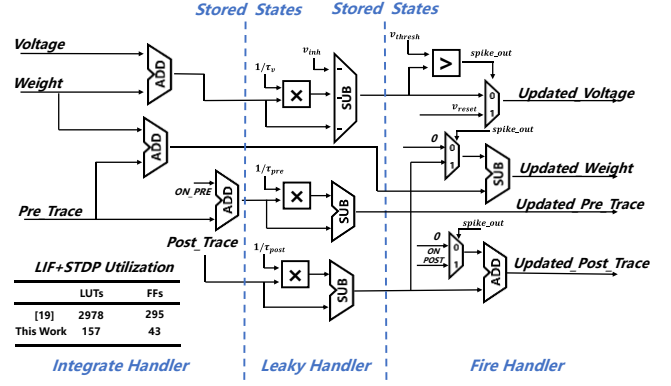 Stored States Stored States
Voltage
Weight
Pre_Trace
Post_Trace
ADD
ADD
ON_PRE
ADD
1/τ_v
×
v_inh
SUB
1/τ_pre
×
SUB
1/τ_post
×
SUB
v_thresh
>
spike_out
0
1
v_reset
Updated_Voltage
spike_out
0
0
1
SUB
Updated_Weight
Updated_Pre_Trace
spike_out
0
ON
POST
0
1
ADD
Updated_Post_Trace
LIF+STDP Utilization
LUTs FFs
[19] 2978 295
This Work 157 43
Integrate Handler Leaky Handler Fire Handler